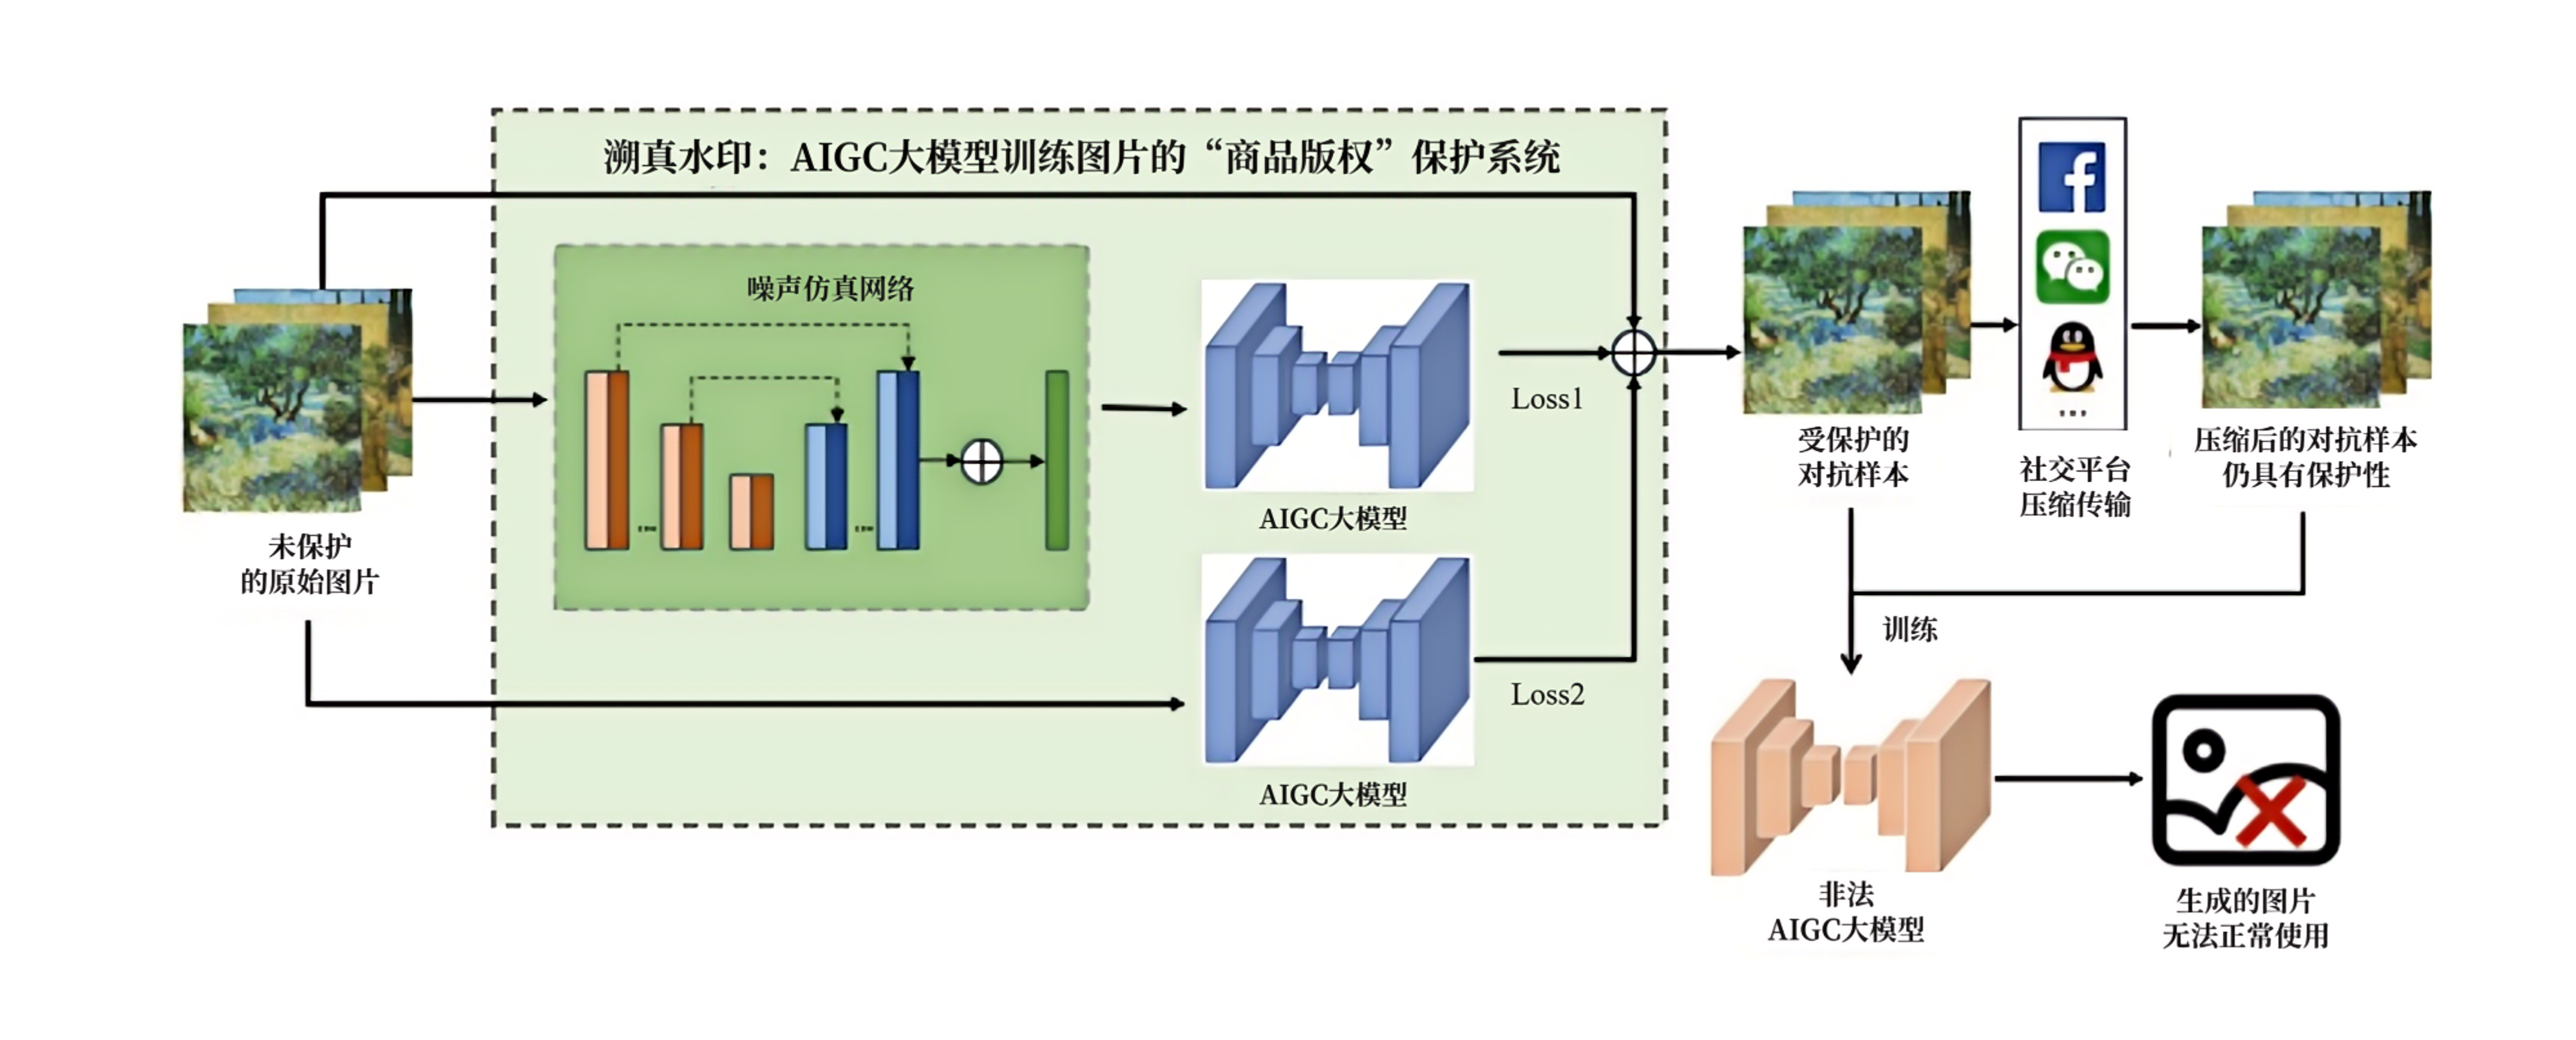 溯真水印：AIGC大模型训练图片的“商品版权”保护系统
噪声仿真网络
未保护
的原始图片
AIGC大模型
Loss1
AIGC大模型
Loss2
受保护的
对抗样本
社交平台
压缩传输
压缩后的对抗样本
仍具有保护性
训练
非法
AIGC大模型
生成的图片
无法正常使用